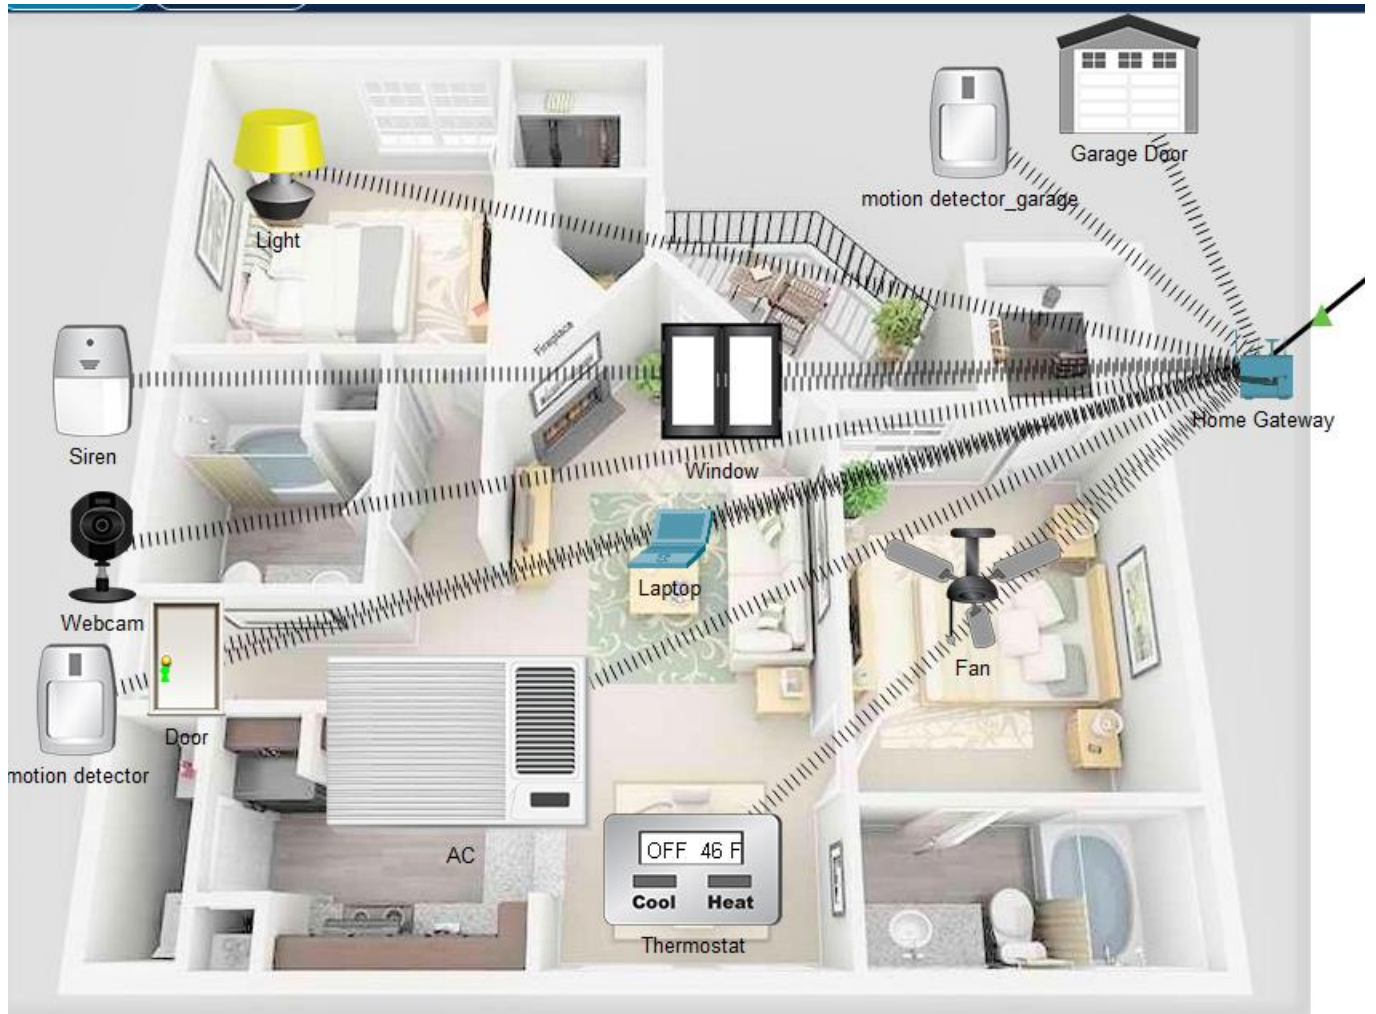 Garage Door
motion detector_garage
Light
Fireplace
Home Gateway
Siren
Window
Laptop
Webcam
Fan
Door
motion detector
AC
OFF 46 F
Cool Heat
Thermostat